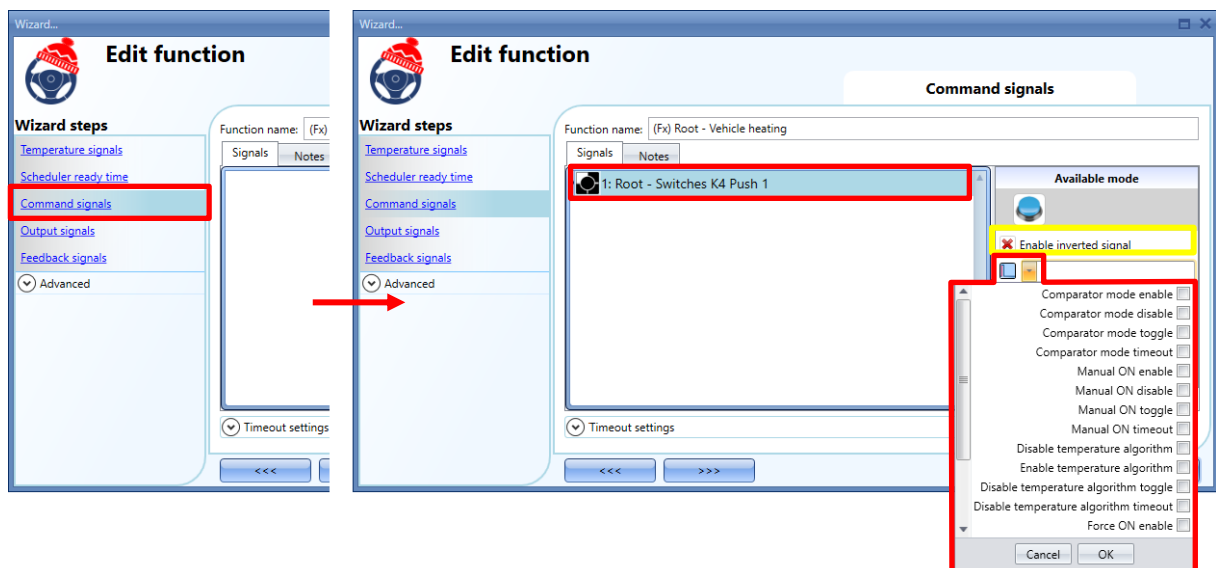 Wizard...
Edit function
Wizard steps
Temperature signals
Scheduler ready time
Command signals
Output signals
Feedback signals
Advanced
Function name: (Fx)
Signals
Notes
Timeout settings
<<<
Wizard...
Edit function
Command signals
Wizard steps
Temperature signals
Scheduler ready time
Command signals
Output signals
Feedback signals
Advanced
Function name: (Fx) Root - Vehicle heating
Signals
Notes
1: Root - Switches K4 Push 1
Available mode
Enable inverted signal
Comparator mode enable
Comparator mode disable
Comparator mode toggle
Comparator mode timeout
Manual ON enable
Manual ON disable
Manual ON toggle
Manual ON timeout
Disable temperature algorithm
Enable temperature algorithm
Disable temperature algorithm toggle
Disable temperature algorithm timeout
Force ON enable
Cancel
OK
Timeout settings
<<<
>>>